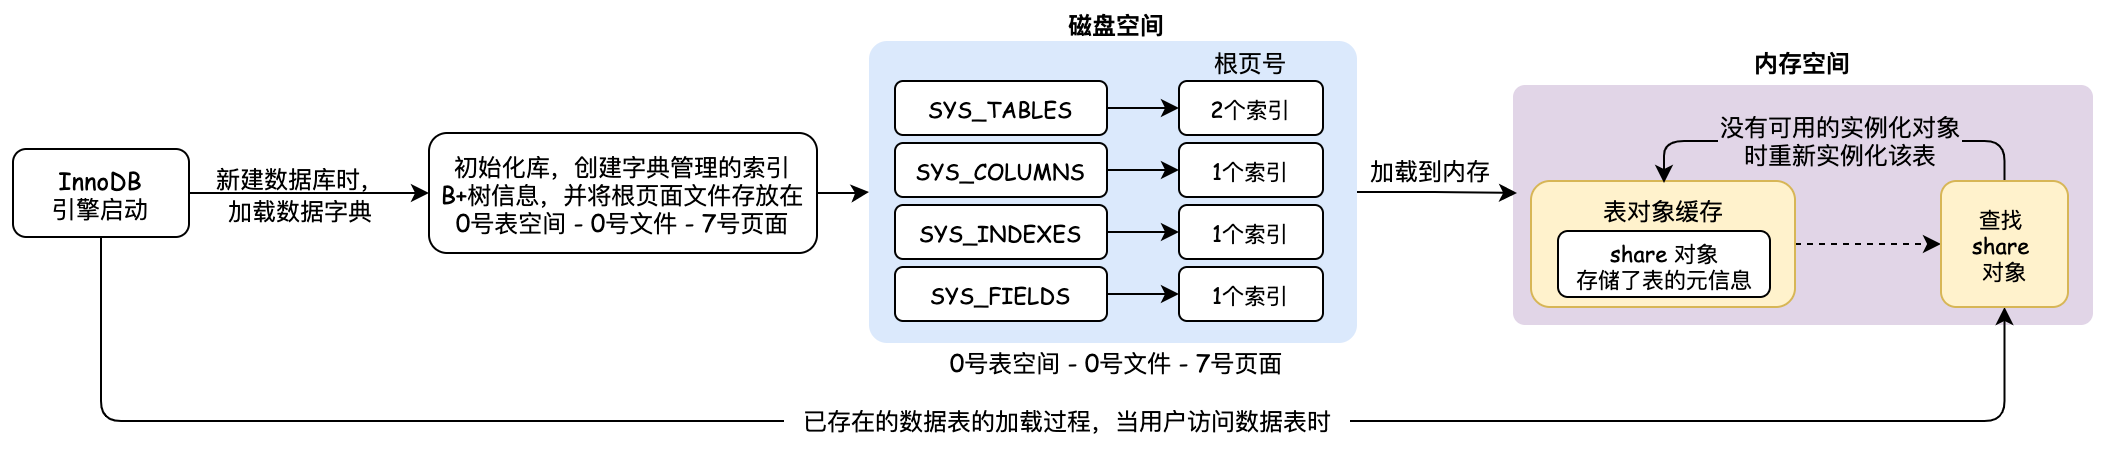 InnoDB
引擎启动
新建数据库时，
加载数据字典
初始化库，创建字典管理的索引
B+树信息，并将根页面文件存放在
0号表空间 - 0号文件 - 7号页面
磁盘空间
根页号
SYS_TABLES
2个索引
SYS_COLUMNS
1个索引
SYS_INDEXES
1个索引
SYS_FIELDS
1个索引
0号表空间 - 0号文件 - 7号页面
加载到内存
内存空间
没有可用的实例化对象
时重新实例化该表
表对象缓存
share 对象
存储了表的元信息
查找
share
对象
已存在的数据表的加载过程，当用户访问数据表时